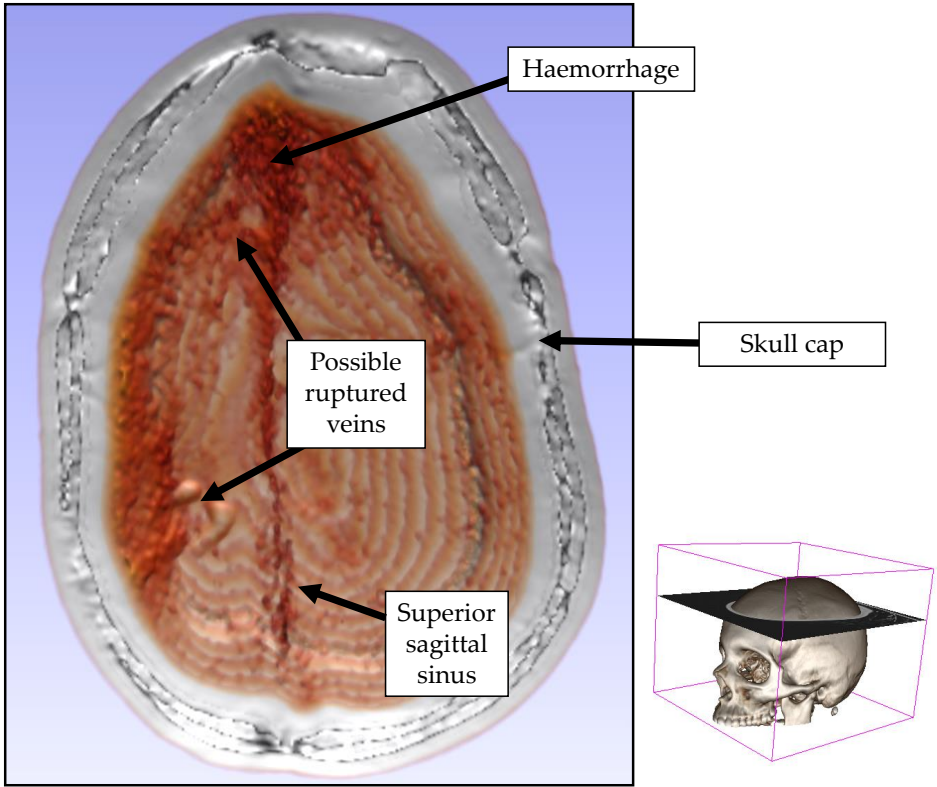 Haemorrhage
Skull cap
Possible
ruptured
veins
Superior
sagittal
sinus